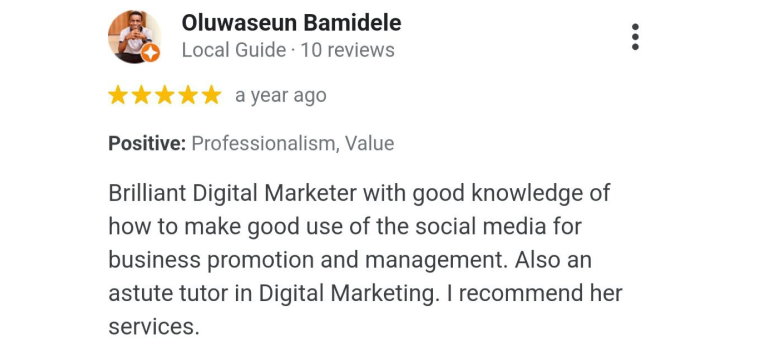 Oluwaseun Bamidele
Local Guide · 10 reviews
a year ago
Positive: Professionalism, Value
Brilliant Digital Marketer with good knowledge of
how to make good use of the social media for
business promotion and management. Also an
astute tutor in Digital Marketing. I recommend her
services.